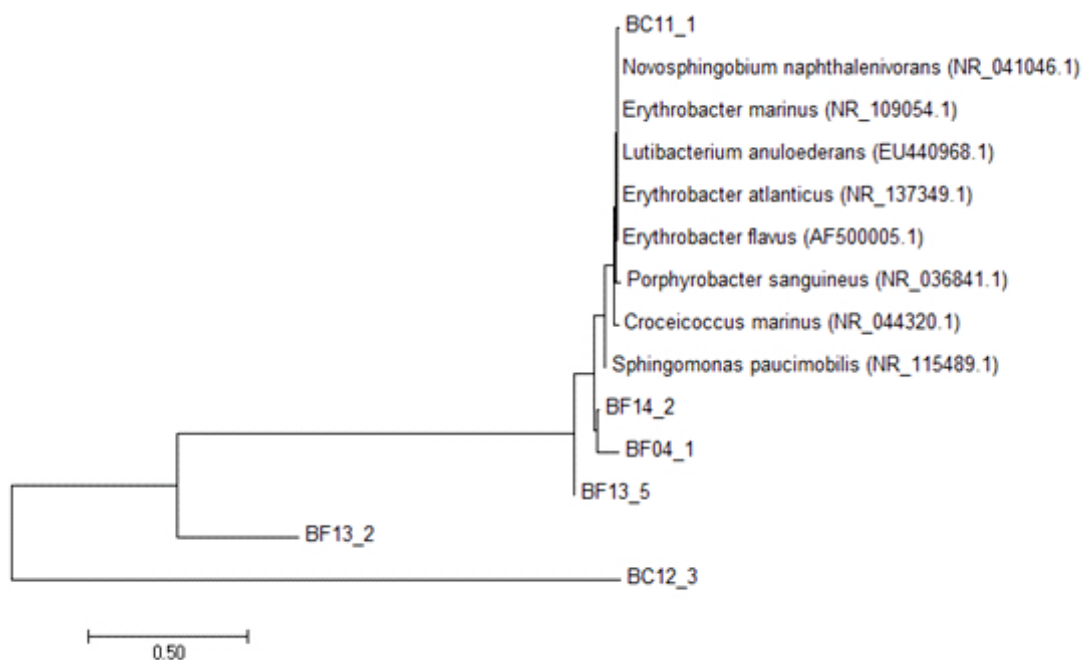 BC11_1
Novosphingobium naphthalenivorans (NR_041046.1)
Erythrobacter marinus (NR_109054.1)
Lutibacterium anuloederans (EU440968.1)
Erythrobacter atlanticus (NR_137349.1)
Erythrobacter flavus (AF500005.1)
Porphyrobacter sanguineus (NR_036841.1)
Croceicoccus marinus (NR_044320.1)
Sphingomonas paucimobilis (NR_115489.1)
BF14_2
BF04_1
BF13_5
BF13_2
BC12_3
0.50